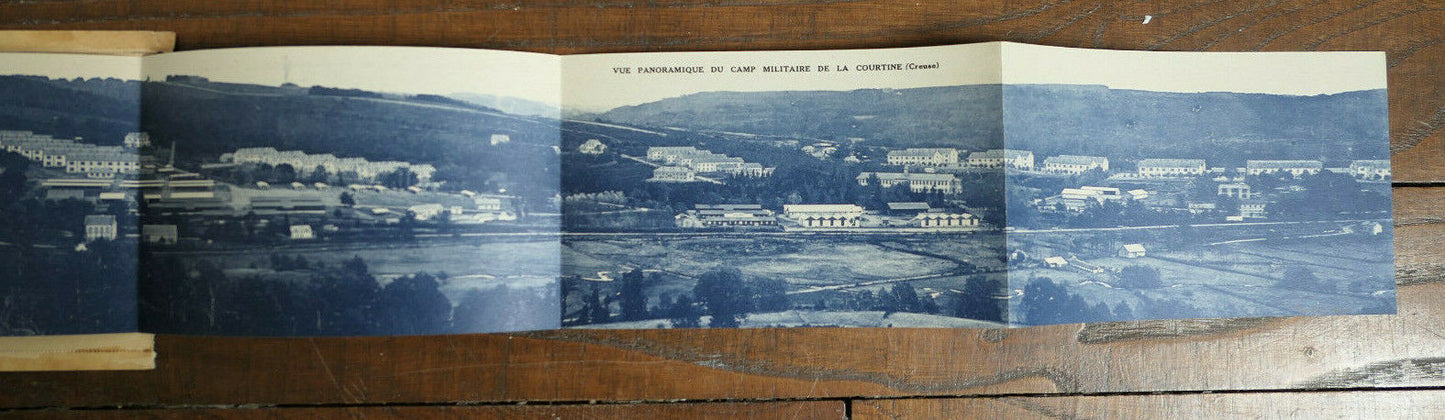 VUE PANORAMIQUE DU CAMP MILITAIRE DE LA COURTINE (Creuse)